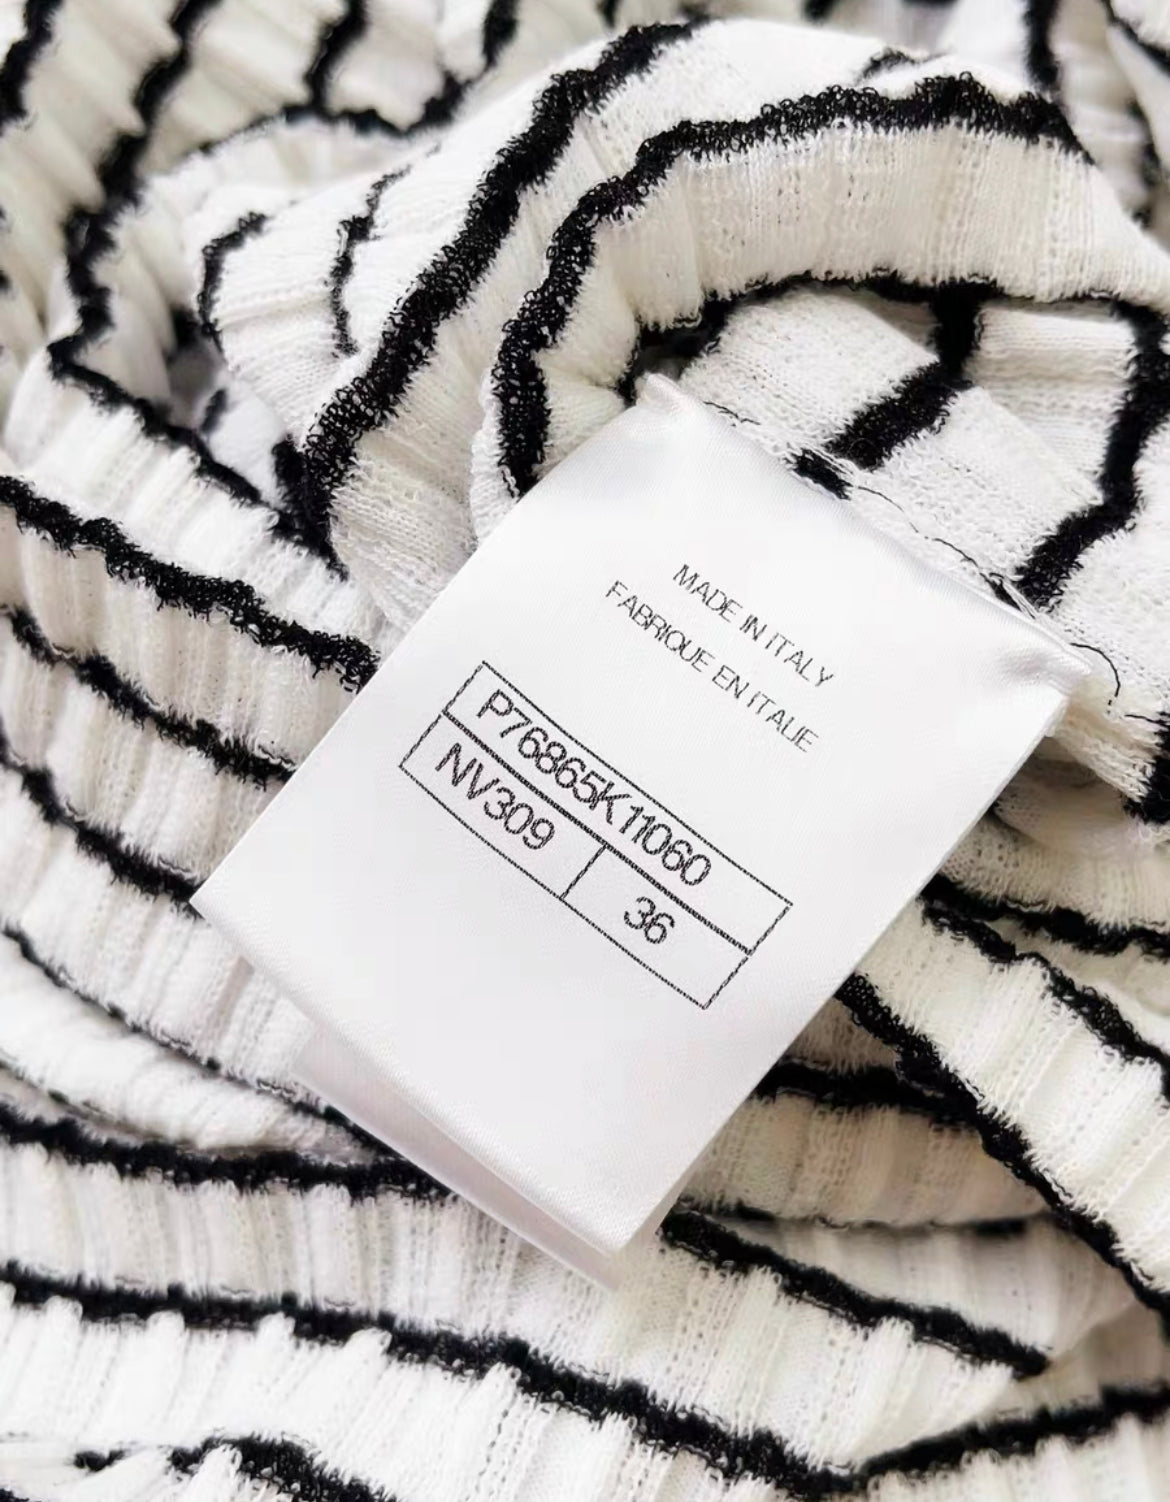 MADE IN ITALY
FABRIQUE EN ITALIE
P76865K11060
NV309 36